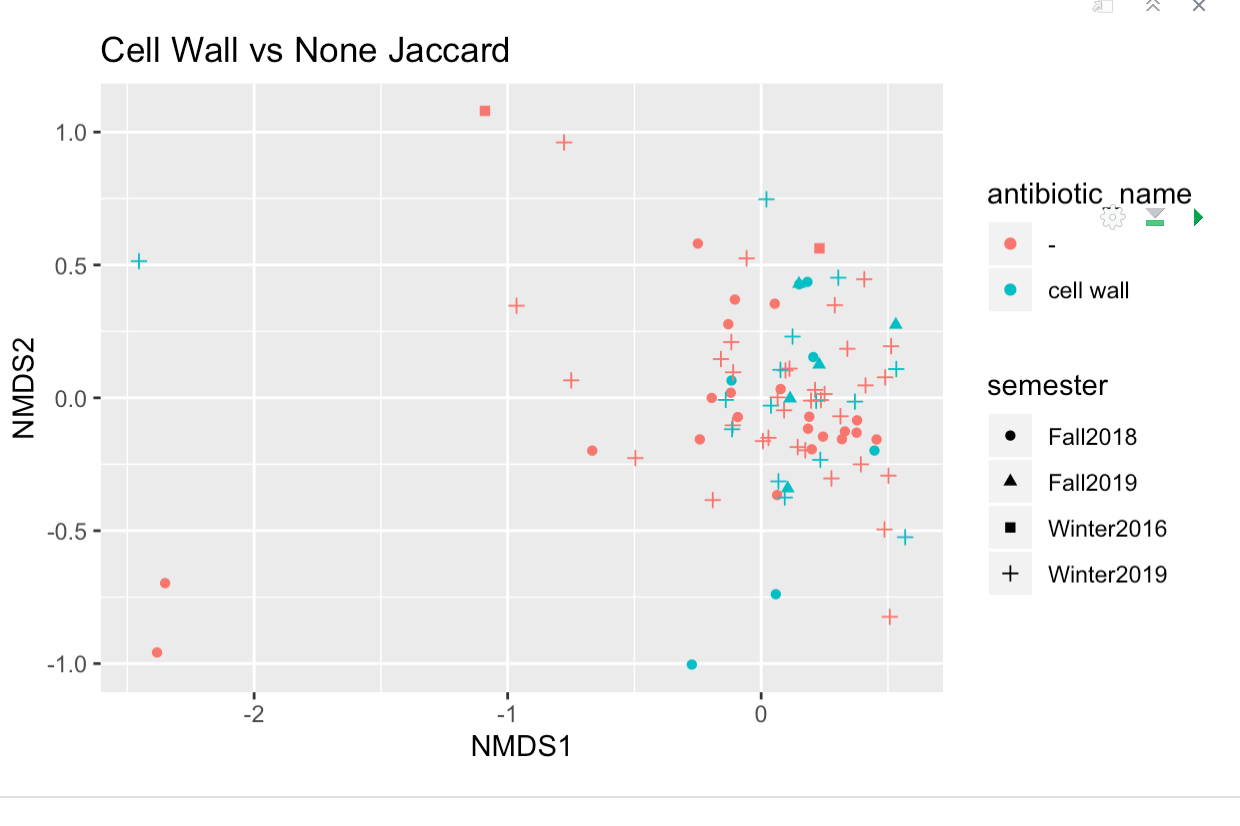 Cell Wall vs None Jaccard
1.0
0.5
0.0
-0.5
-1.0
NMDS2
-2
-1
0
NMDS1
antibiotic_name
-
cell wall
semester
Fall2018
Fall2019
Winter2016
Winter2019